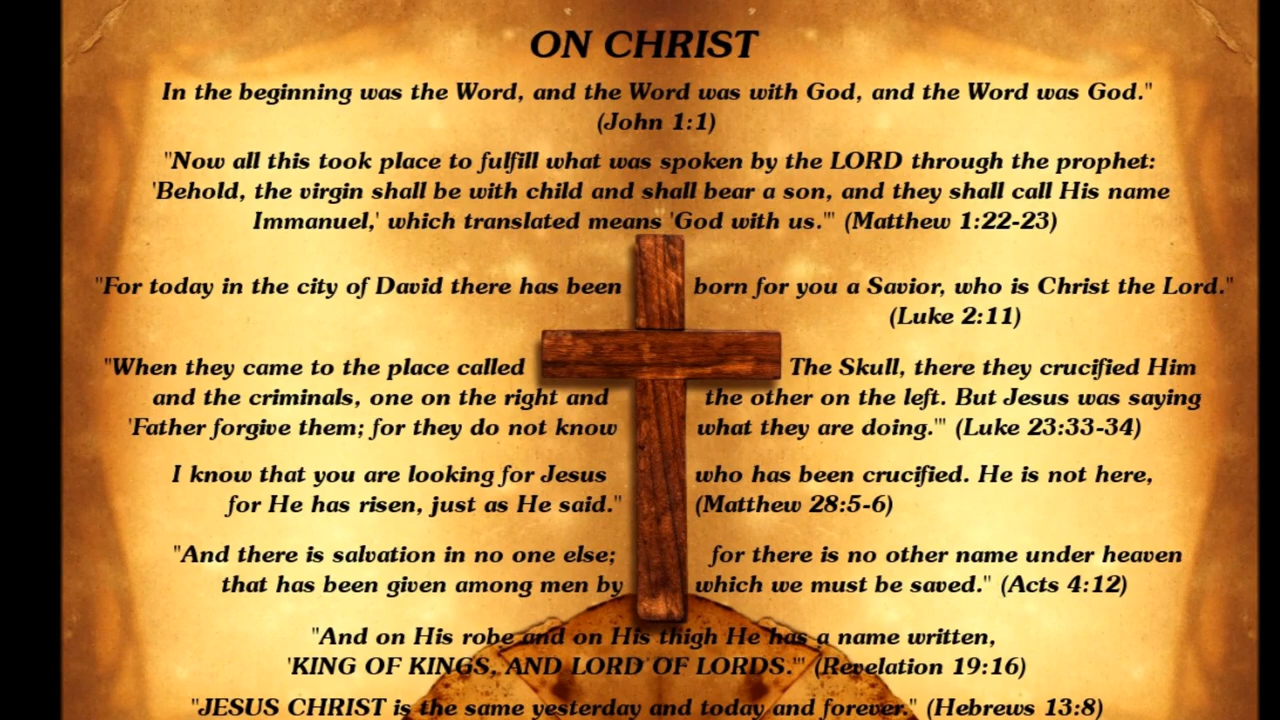 ON CHRIST
In the beginning was the Word, and the Word was with God, and the Word was God."
(John 1:1)
"Now all this took place to fulfill what was spoken by the LORD through the prophet:
'Behold, the virgin shall be with child and shall bear a son, and they shall call His name
Immanuel,' which translated means 'God with us.'" (Matthew 1:22-23)
"For today in the city of David there has been born for you a Savior, who is Christ the Lord."
(Luke 2:11)
"When they came to the place called The Skull, there they crucified Him
and the criminals, one on the right and the other on the left. But Jesus was saying
'Father forgive them; for they do not know what they are doing.'" (Luke 23:33-34)
I know that you are looking for Jesus who has been crucified. He is not here,
for He has risen, just as He said." (Matthew 28:5-6)
"And there is salvation in no one else; for there is no other name under heaven
that has been given among men by which we must be saved." (Acts 4:12)
"And on His robe and on His thigh He has a name written,
'KING OF KINGS, AND LORD OF LORDS.'" (Revelation 19:16)
"JESUS CHRIST is the same yesterday and today and forever." (Hebrews 13:8)